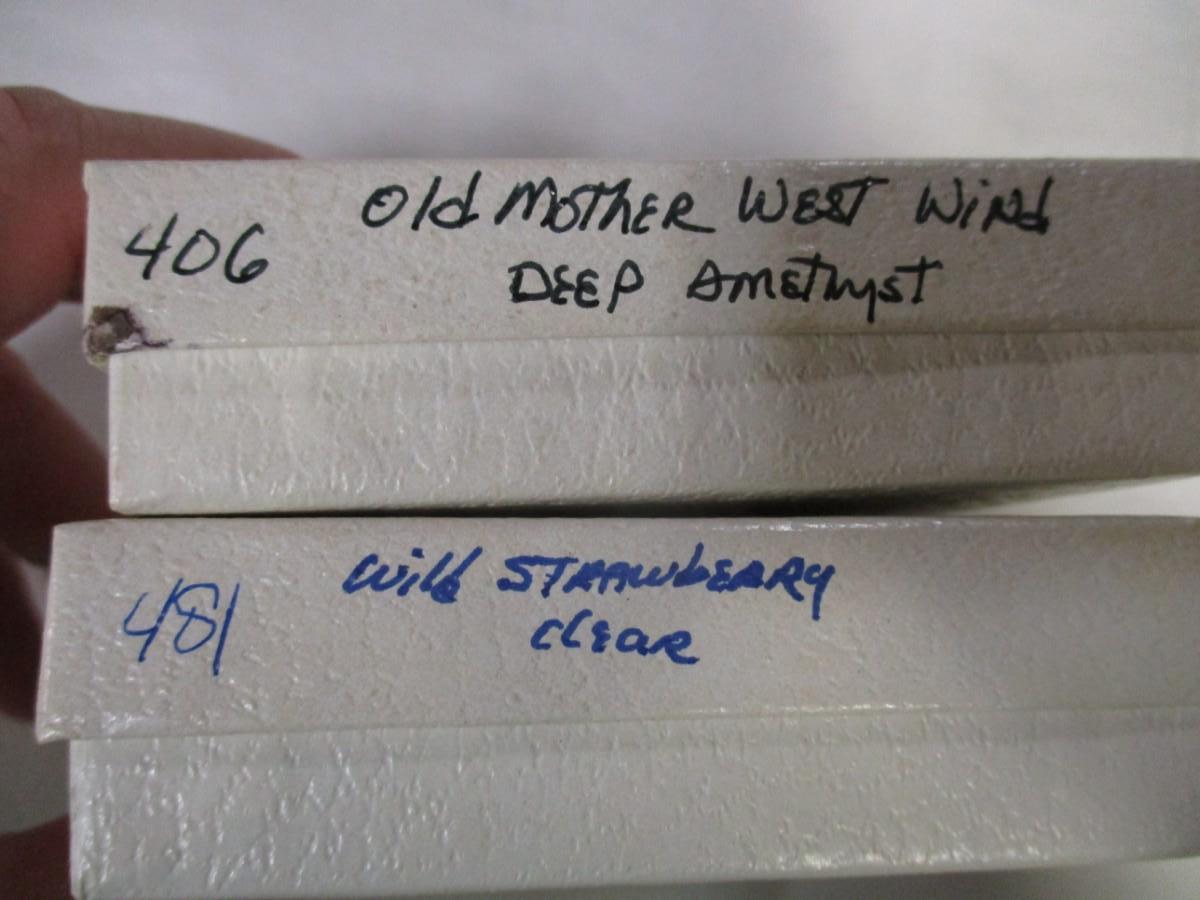 406
Old Mother West Wind
Deep Amethyst
481
Wild Strawberry
Clear